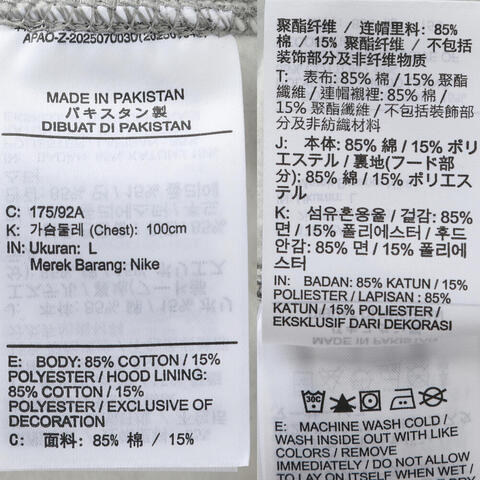 APAO-Z-202507003D
MADE IN PAKISTAN
パキスタン製
DIBUAT DI PAKISTAN
C: 175/92A
K: 가슴둘레 (Chest): 100cm
IN: Ukuran: L
Merek Barang: Nike
E: BODY: 85% COTTON / 15%
POLYESTER / HOOD LINING:
85% COTTON / 15%
POLYESTER / EXCLUSIVE OF
DECORATION
C: 面料: 85% 棉 / 15%
聚酯纤维 / 连帽里料: 85%
棉 / 15% 聚酯纤维 / 不包括
装饰部分及非纤维物质
T: 表布: 85% 棉 / 15% 聚酯
纖維 / 連帽襯裡: 85% 棉 /
15% 聚酯纖維 / 不包括裝飾部
分及非紡織材料
J: 本体: 85% 綿 / 15% ポリ
エステル / 裏地(フード部
分): 85% 綿 / 15% ポリエス
テル
K: 섬유혼용율 / 겉감: 85%
면 / 15% 폴리에스터 / 후드
안감: 85% 면 / 15% 폴리에
스터
IN: BADAN: 85% KATUN / 15%
POLIESTER / LAPISAN : 85%
KATUN / 15% POLIESTER /
EKSKLUSIF DARI DEKORASI
30C
E: MACHINE WASH COLD /
WASH INSIDE OUT WITH LIKE
COLORS / REMOVE
IMMEDIATELY / DO NOT ALLOW
TO LAY ON ITSELF WHEN WET /